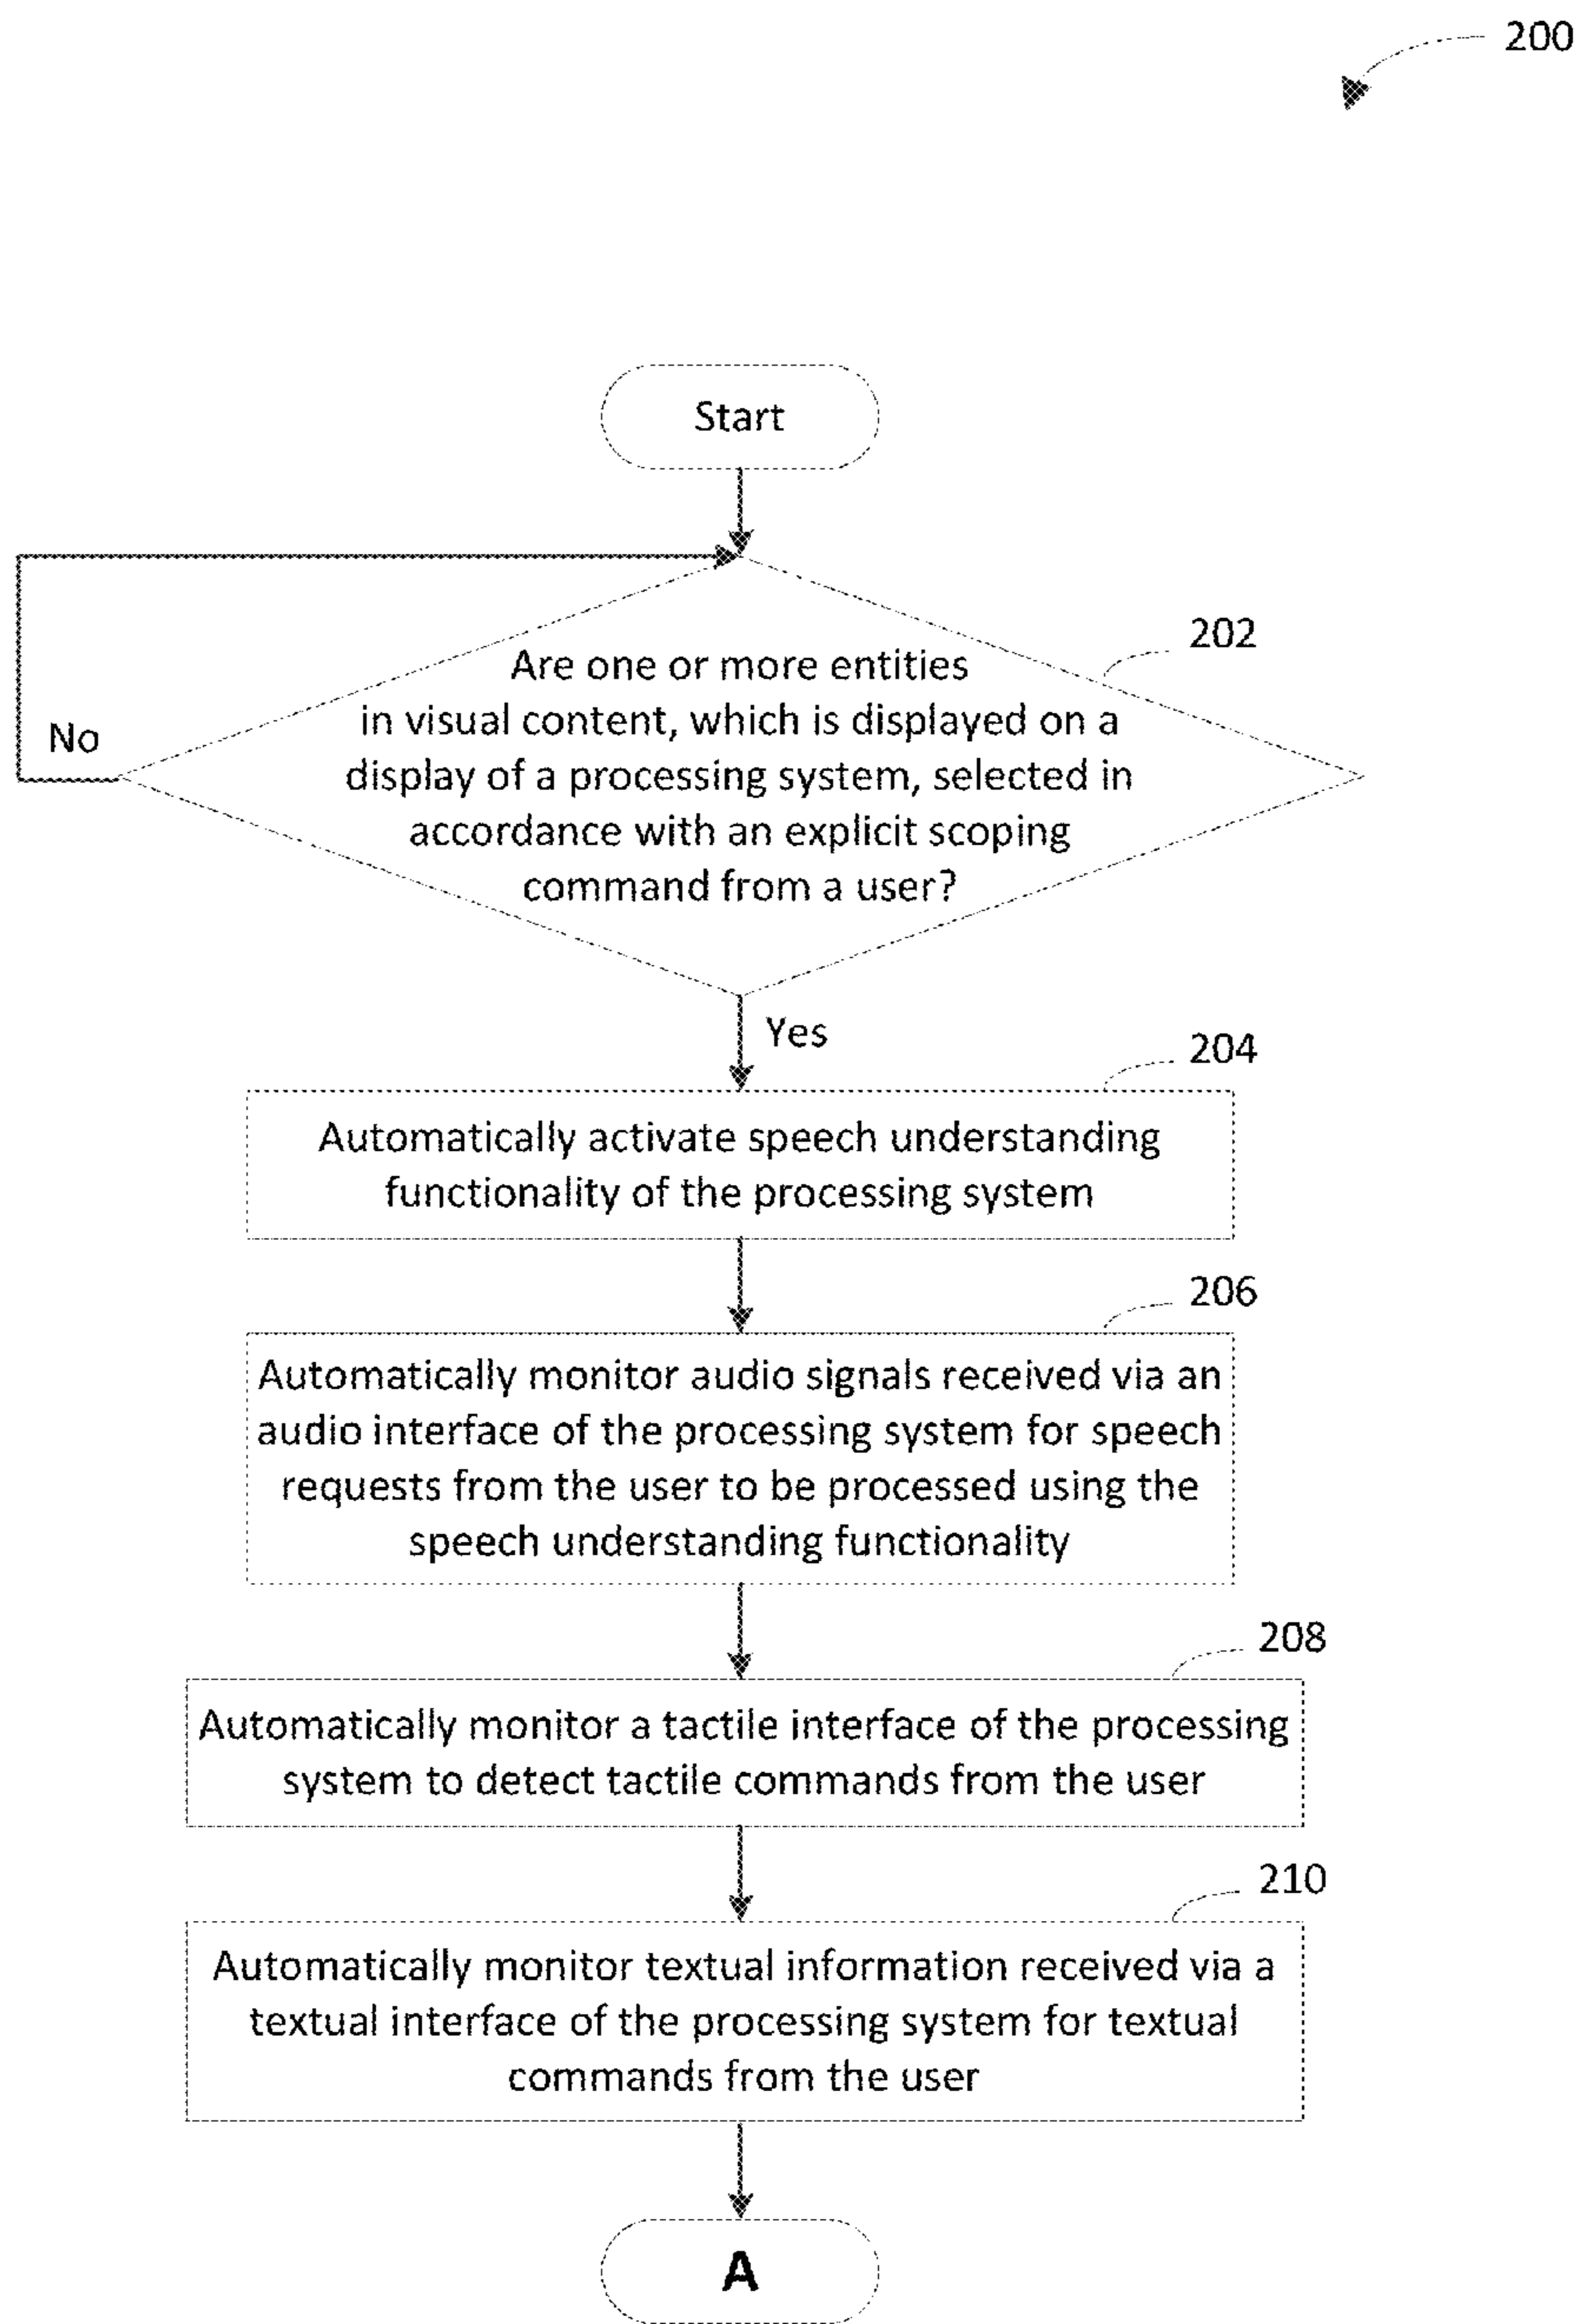 200
Start
202
Are one or more entities
in visual content, which is displayed on a
display of a processing system, selected in
accordance with an explicit scoping
command from a user?
No
Yes
204
Automatically activate speech understanding
functionality of the processing system
206
Automatically monitor audio signals received via an
audio interface of the processing system for speech
requests from the user to be processed using the
speech understanding functionality
208
Automatically monitor a tactile interface of the processing
system to detect tactile commands from the user
210
Automatically monitor textual information received via a
textual interface of the processing system for textual
commands from the user
A